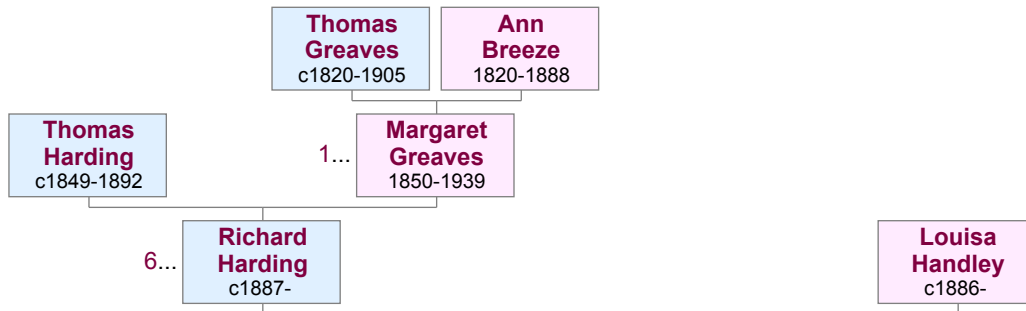 Thomas
Greaves
c1820-1905
Ann
Breeze
1820-1888
Thomas
Harding
c1849-1892
1...
Margaret
Greaves
1850-1939
6...
Richard
Harding
c1887-
Louisa
Handley
c1886-